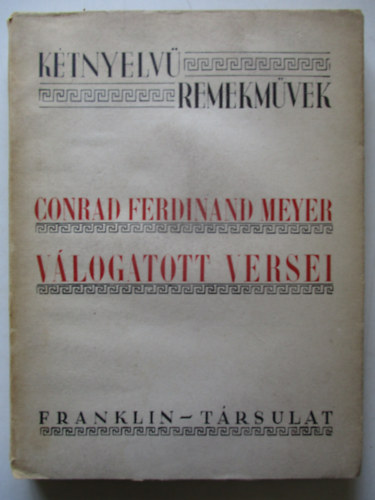 KÉTNYELVŰ
REMEKMŰVEK
CONRAD FERDINAND MEYER
VÁLOGATOTT VERSEI
FRANKLIN–TÁRSULAT